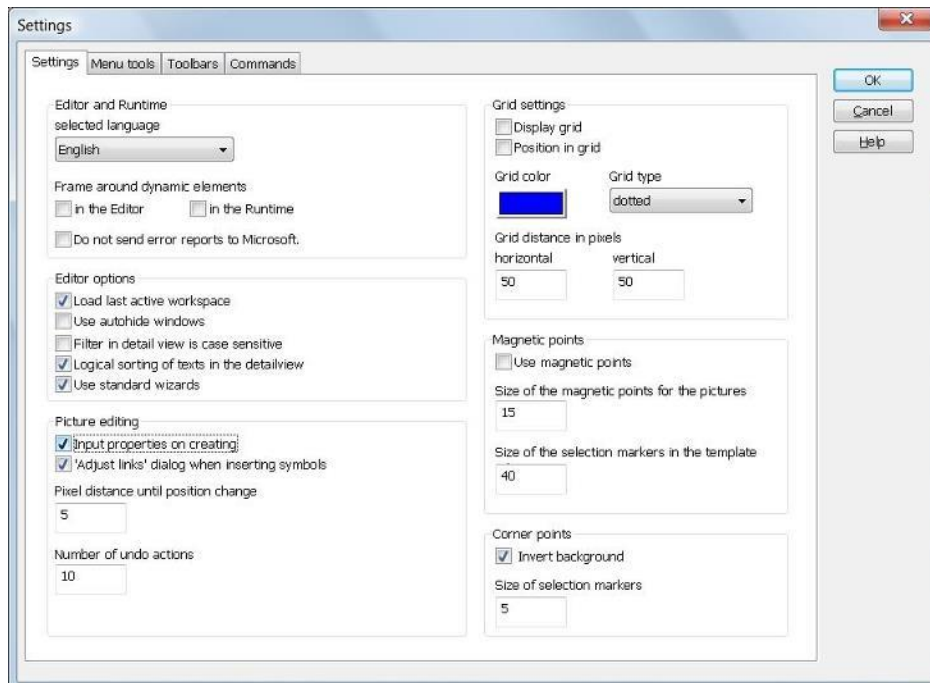 Settings
Settings Menu tools Toolbars Commands
OK
Cancel
Help
Editor and Runtime
selected language
English
Frame around dynamic elements
in the Editor in the Runtime
Do not send error reports to Microsoft.
Editor options
Load last active workspace
Use autohide windows
Filter in detail view is case sensitive
Logical sorting of texts in the detailview
Use standard wizards
Picture editing
Input properties on creating
'Adjust links' dialog when inserting symbols
Pixel distance until position change
5
Number of undo actions
10
Grid settings
Display grid
Position in grid
Grid color Grid type
dotted
Grid distance in pixels
horizontal vertical
50 50
Magnetic points
Use magnetic points
Size of the magnetic points for the pictures
15
Size of the selection markers in the template
40
Corner points
Invert background
Size of selection markers
5